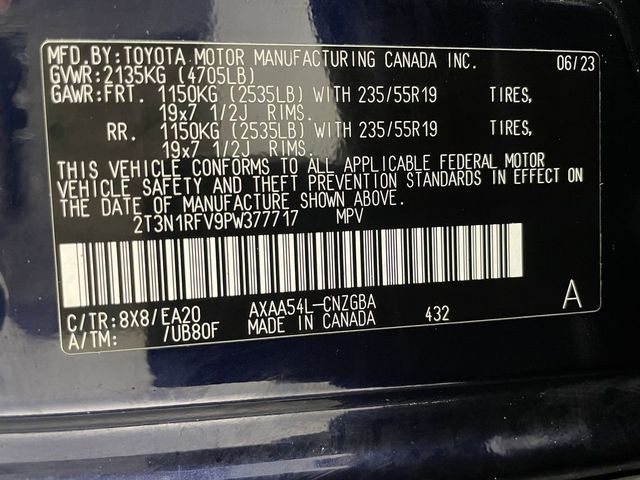 MFD.BY:TOYOTA MOTOR MANUFACTURING CANADA INC. 06/23
GVWR:2135KG (4705LB)
GAWR:FRT. 1150KG (2535LB) WITH 235/55R19 TIRES,
19x7 1/2J RIMS.
RR. 1150KG (2535LB) WITH 235/55R19 TIRES,
19x7 1/2J RIMS.
THIS VEHICLE CONFORMS TO ALL APPLICABLE FEDERAL MOTOR
VEHICLE SAFETY AND THEFT PREVENTION STANDARDS IN EFFECT ON
THE DATE OF MANUFACTURE SHOWN ABOVE.
2T3N1RFV9PW377717 MPV
C/TR:8X8/EA20 AXAA54L-CNZGBA A
A/TM: /UB80F MADE IN CANADA 432